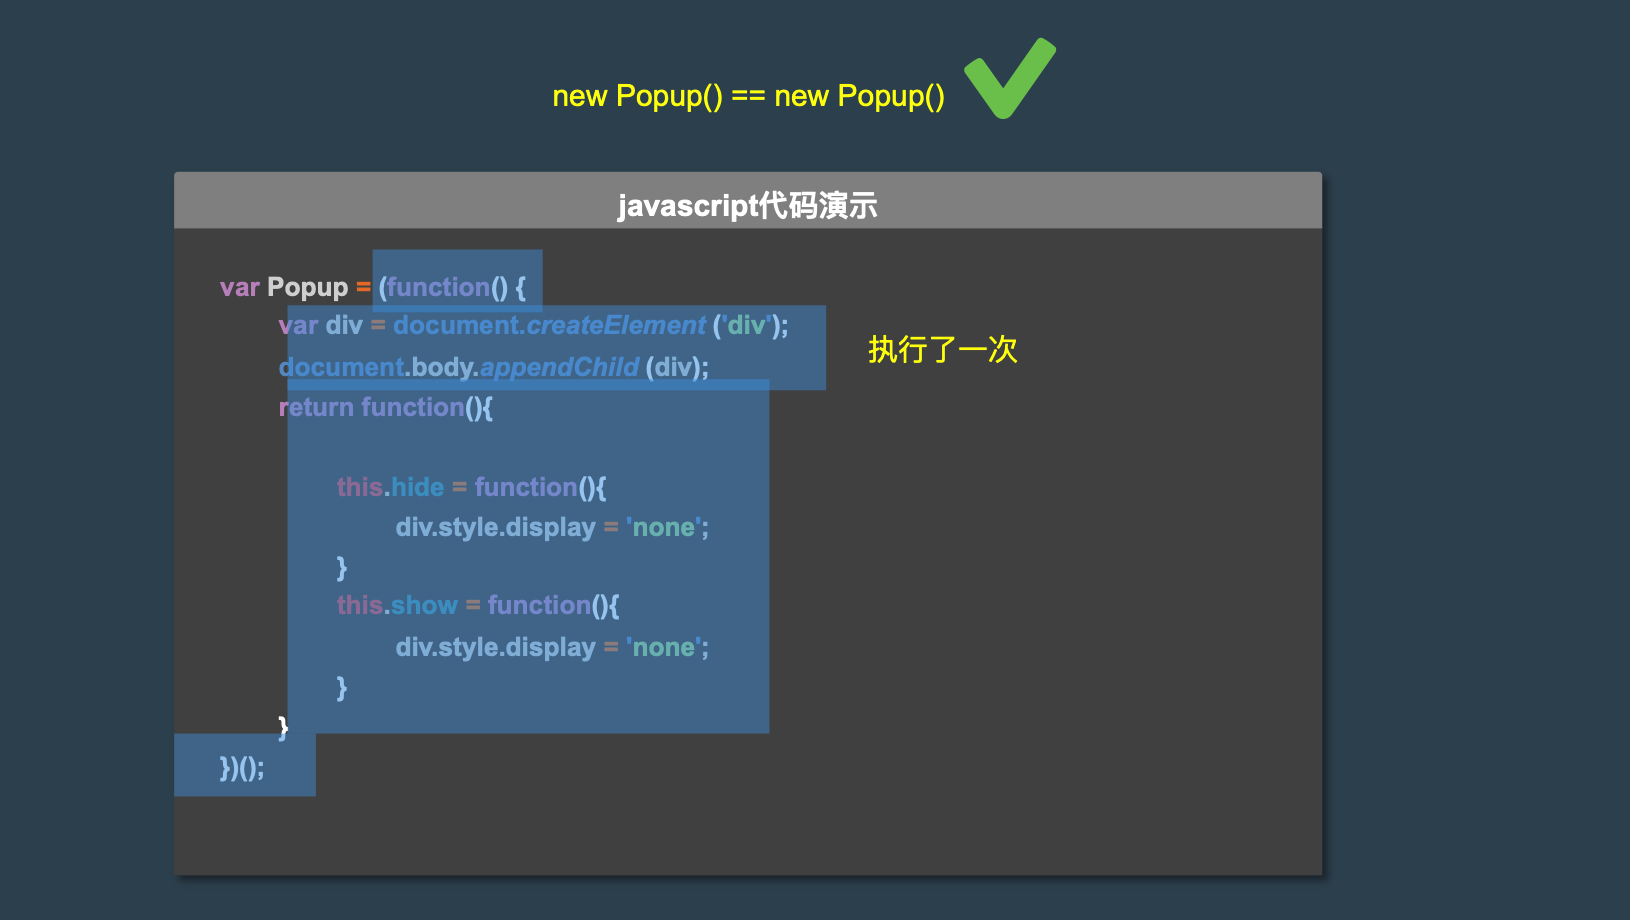 new Popup() == new Popup()
javascript代码演示
var Popup = (function() {
var div = document.createElement ('div');
执行了一次
document.body.appendChild (div);
return function(){
this.hide = function(){
div.style.display = 'none';
}
this.show = function(){
div.style.display = 'none';
}
}
})();